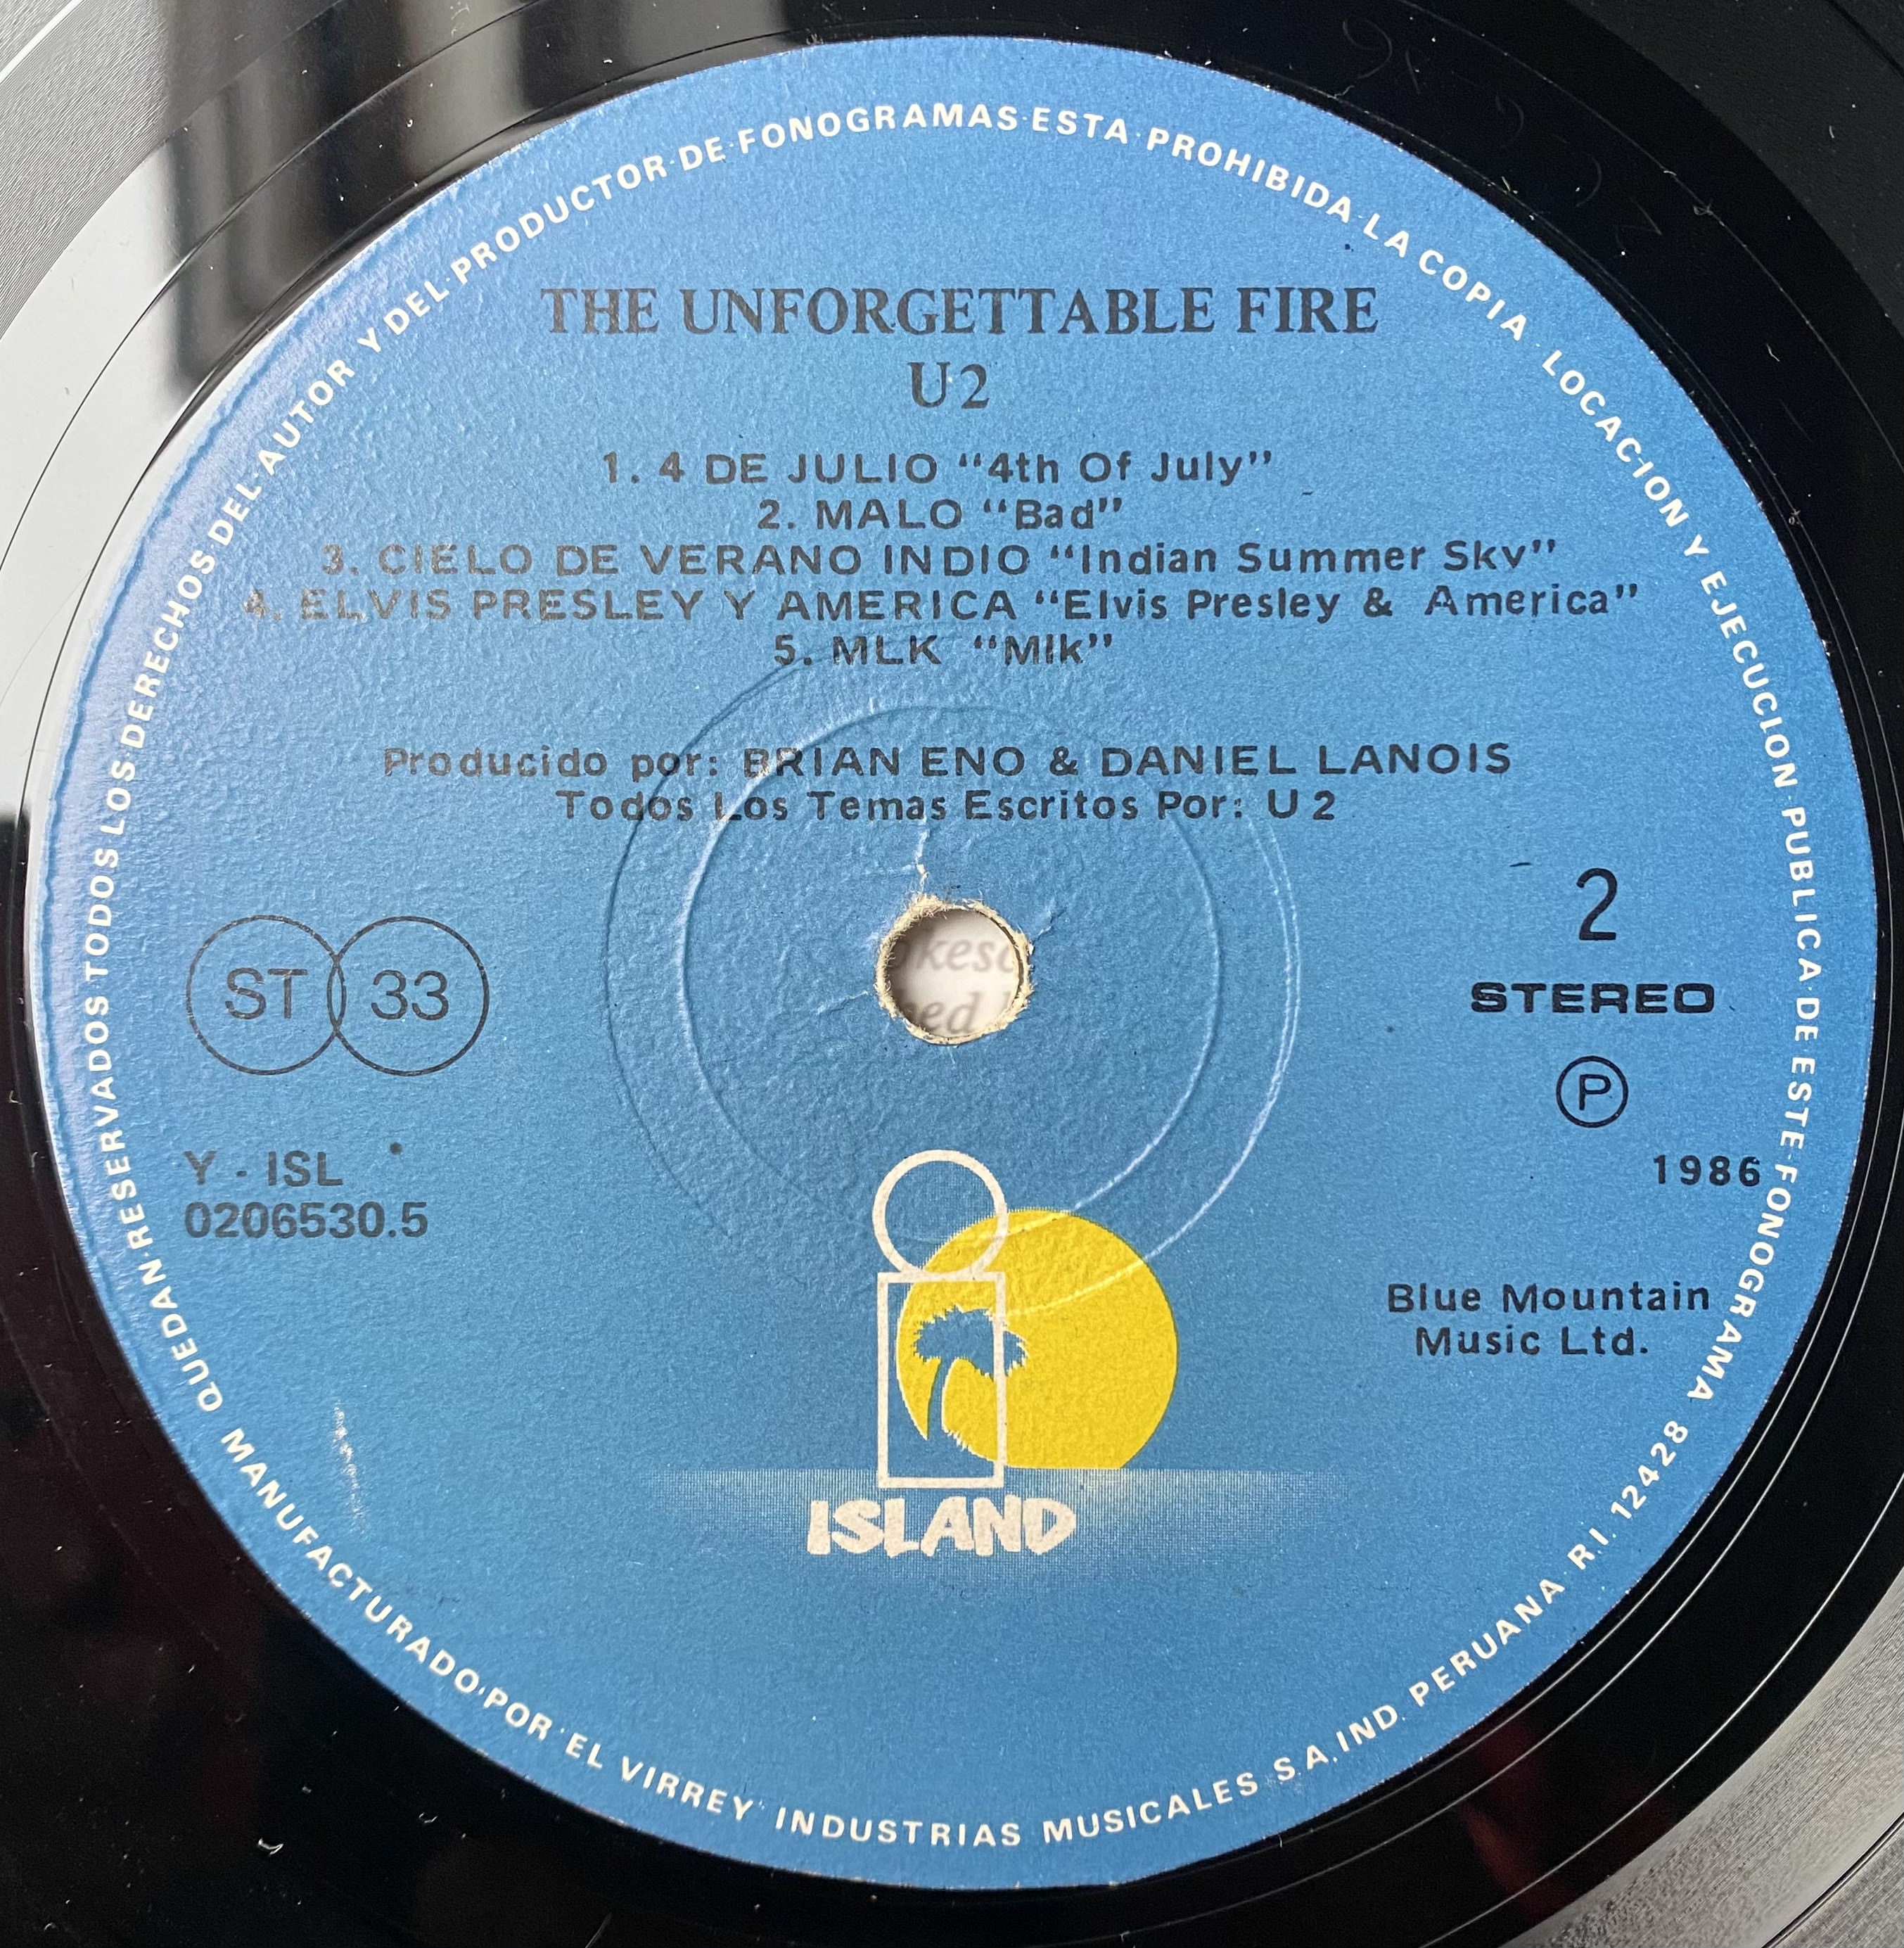 QUEDAN·RESERVADOS·TODOS LOS·DERECHOS·DEL·AUTOR Y·DEL·PRODUCTOR·DE·FONOGRAMAS·ESTA·PROHIBIDA·LA COPIA·LOCACION Y EJECUCION·PUBLICA·DE ESTE·FONOGRAMA
THE UNFORGETTABLE FIRE
U2
1. 4 DE JULIO “4th Of July”
2. MALO “Bad”
3. CIELO DE VERANO INDIO “Indian Summer Skv”
4. ELVIS PRESLEY Y AMERICA “Elvis Presley & America”
5. MLK “Mlk”
Producido por: BRIAN ENO & DANIEL LANOIS
Todos Los Temas Escritos Por: U 2
ST 33
2
STEREO
Ⓟ
1986
Y - ISL
0206530.5
Blue Mountain
Music Ltd.
ISLAND
MANUFACTURADO·POR·EL VIRREY INDUSTRIAS MUSICALES S.A. IND. PERUANA R.I. 12428